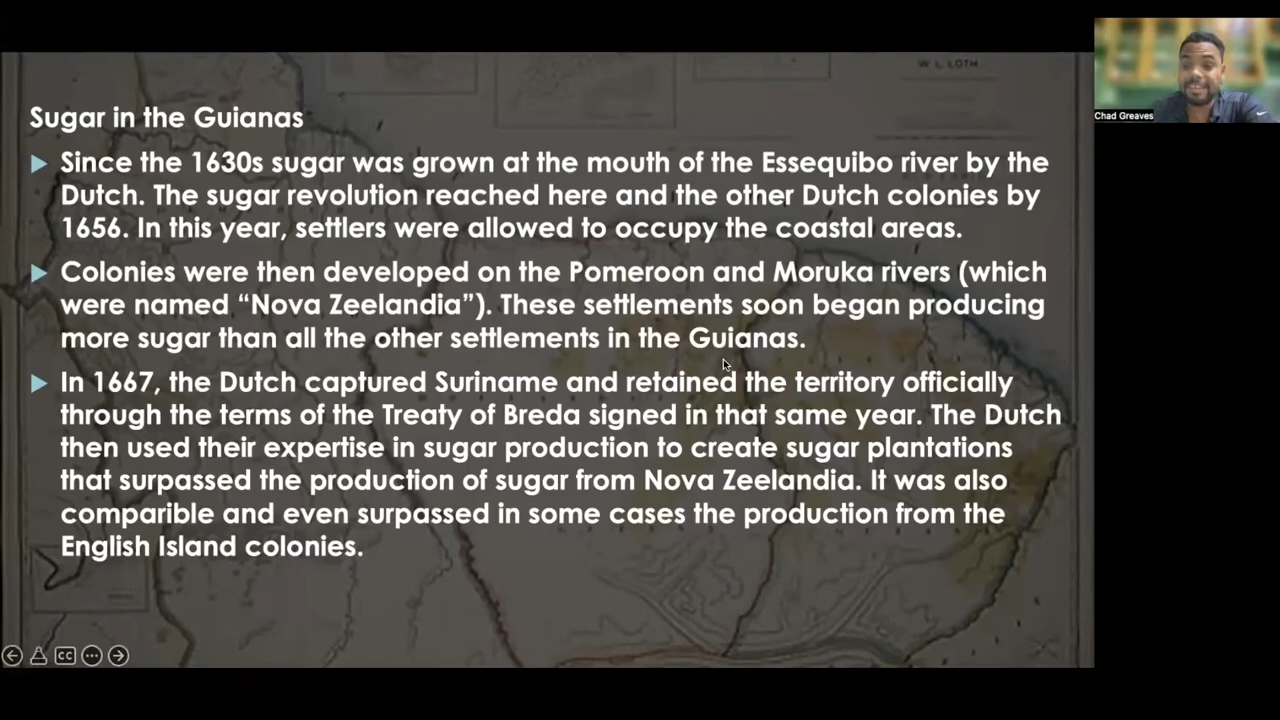 W. L. LOTH.
Chad Greaves
Sugar in the Guianas
Since the 1630s sugar was grown at the mouth of the Essequibo river by the
Dutch. The sugar revolution reached here and the other Dutch colonies by
1656. In this year, settlers were allowed to occupy the coastal areas.
Colonies were then developed on the Pomeroon and Moruka rivers (which
were named “Nova Zeelandia”). These settlements soon began producing
more sugar than all the other settlements in the Guianas.
In 1667, the Dutch captured Suriname and retained the territory officially
through the terms of the Treaty of Breda signed in that same year. The Dutch
then used their expertise in sugar production to create sugar plantations
that surpassed the production of sugar from Nova Zeelandia. It was also
comparible and even surpassed in some cases the production from the
English Island colonies.
CC